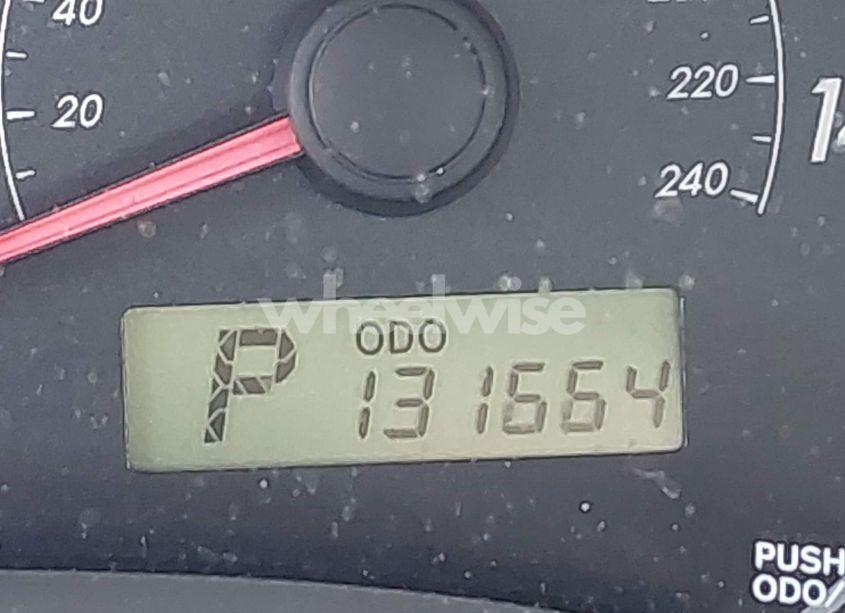 40
20
220
240
wheelwise
P
ODO
131664
PUSH
ODO/